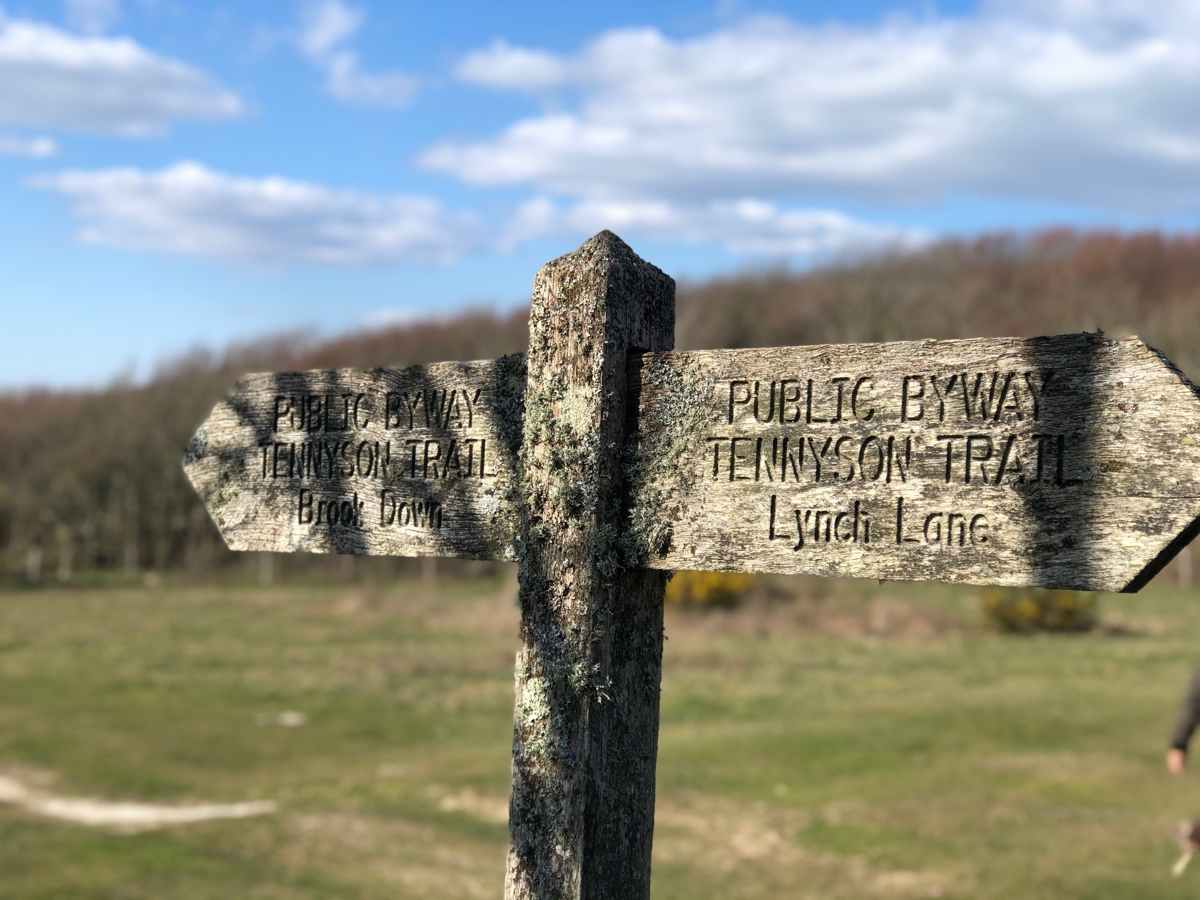 PUBLIC BYWAY
TENNYSON TRAIL
Brook Down
PUBLIC BYWAY
TENNYSON TRAIL
Lynch Lane